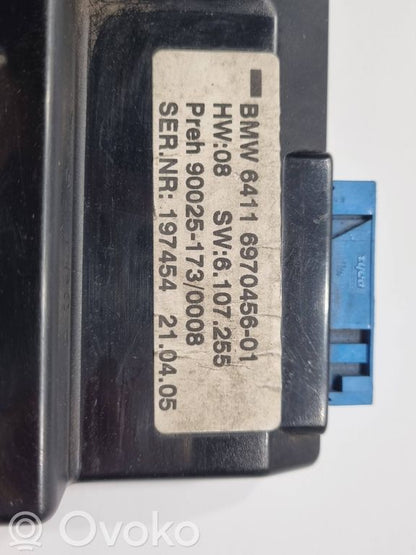 BMW 6411 6970456-01
HW:08 SW:6.107.255
Preh 90025-173/0008
SER.NR: 197454 21.04.05
tyco
Ovoko